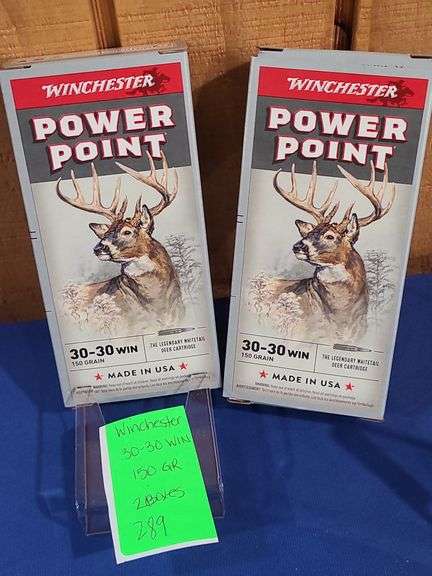 WINCHESTER
POWER
POINT
30-30 WIN
150 GRAIN
THE LEGENDARY WHITETAIL
DEER CARTRIDGE
★ MADE IN USA ★
WINCHESTER
POWER
POINT
30-30 WIN
150 GRAIN
THE LEGENDARY WHITETAIL
DEER CARTRIDGE
★ MADE IN USA ★
Winchester
30-30 WIN
150 GR
2 Boxes
289